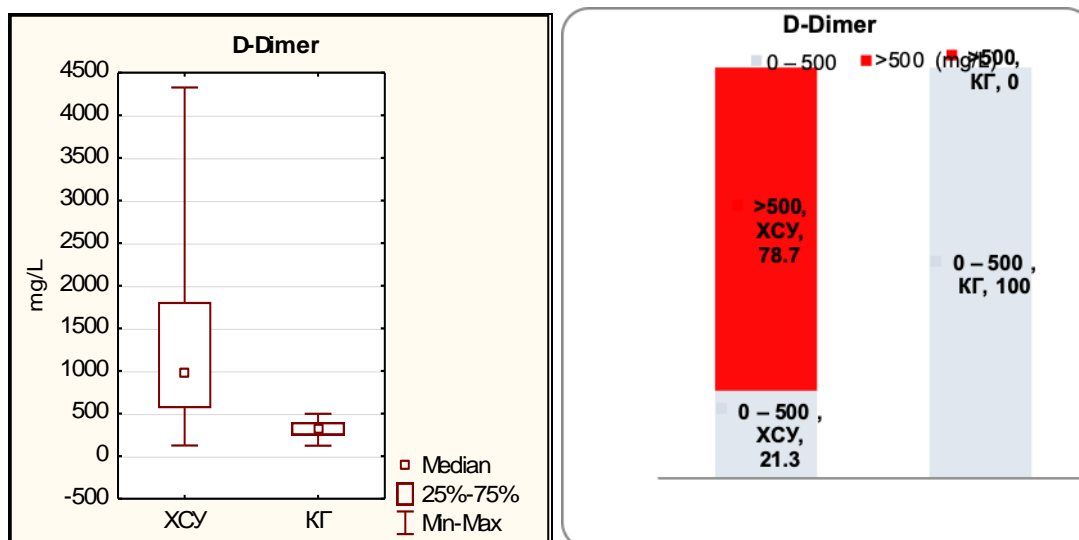 D-Dimer
4500
4000
3500
3000
2500
2000
1500
1000
500
0
-500
mg/L
ХСУ
КГ
Median
25%-75%
Min-Max
D-Dimer
0 – 500
>500 (mg/L)
>500,
КГ, 0
>500,
ХСУ,
78.7
0 – 500 ,
КГ, 100
0 – 500 ,
ХСУ,
21.3